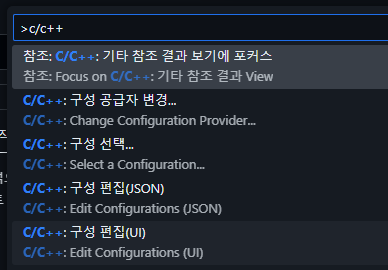 >c/c++
참조: C/C++: 기타 참조 결과 보기에 포커스
참조: Focus on C/C++: 기타 참조 결과 View
C/C++: 구성 공급자 변경...
C/C++: Change Configuration Provider...
C/C++: 구성 선택...
C/C++: Select a Configuration...
C/C++: 구성 편집(JSON)
C/C++: Edit Configurations (JSON)
C/C++: 구성 편집(UI)
C/C++: Edit Configurations (UI)